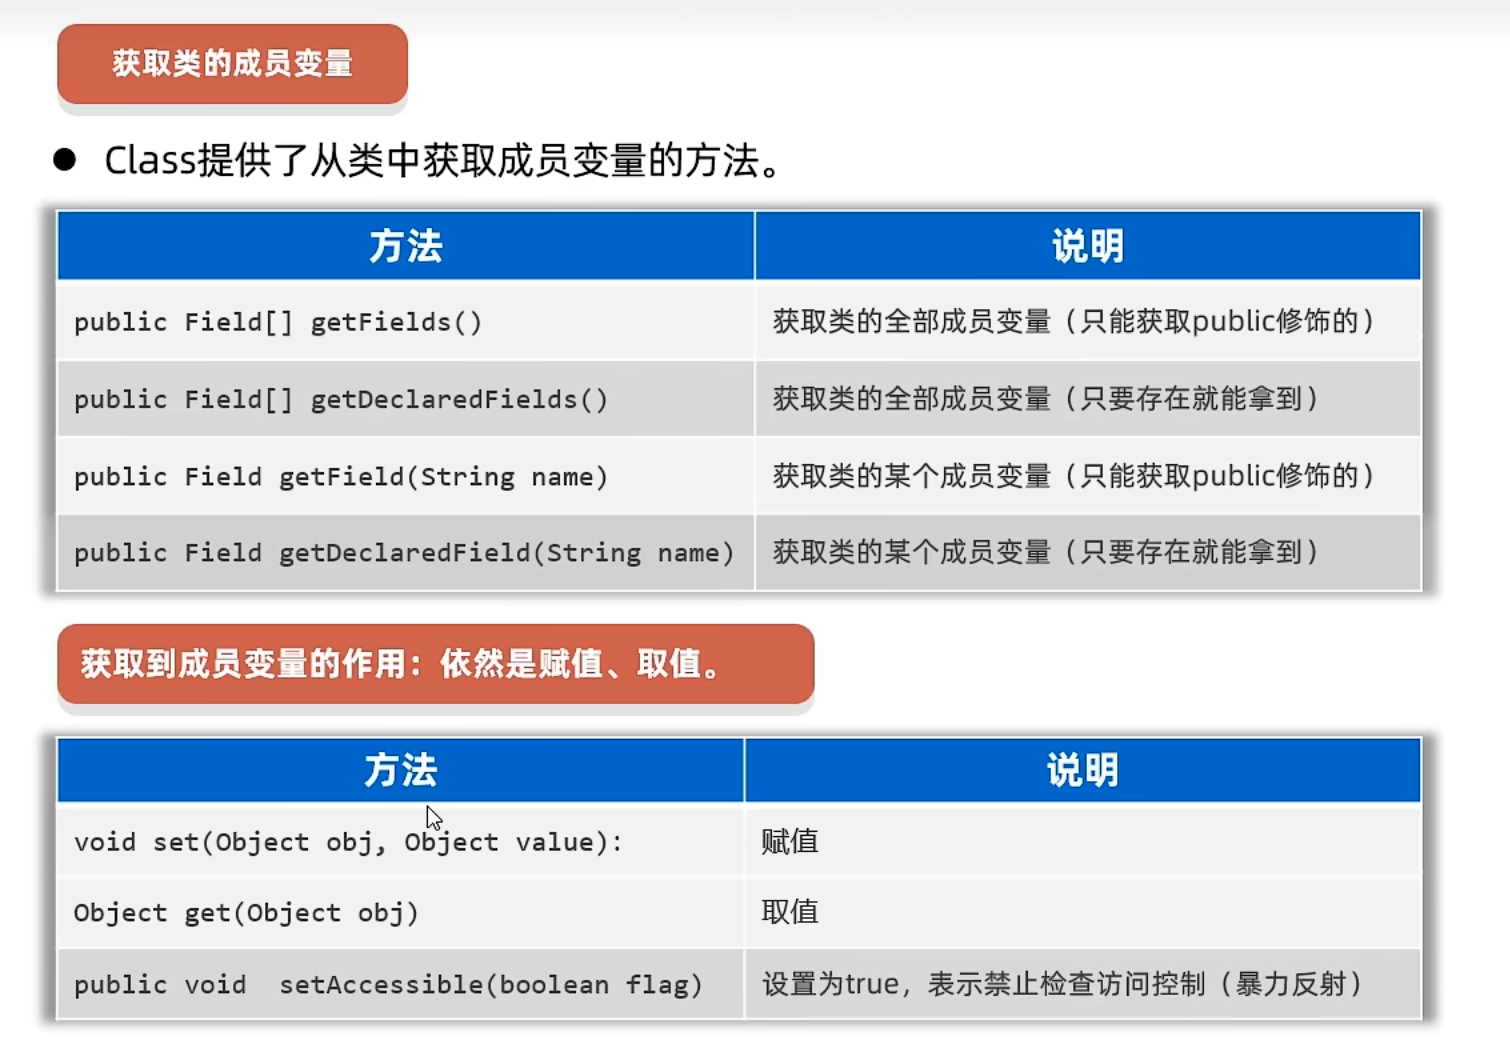 获取类的成员变量
● Class提供了从类中获取成员变量的方法。
方法 说明
public Field[] getFields() 获取类的全部成员变量（只能获取public修饰的）
public Field[] getDeclaredFields() 获取类的全部成员变量（只要存在就能拿到）
public Field getField(String name) 获取类的某个成员变量（只能获取public修饰的）
public Field getDeclaredField(String name) 获取类的某个成员变量（只要存在就能拿到）
获取到成员变量的作用：依然是赋值、取值。
方法 说明
void set(Object obj, Object value): 赋值
Object get(Object obj) 取值
public void  setAccessible(boolean flag) 设置为true，表示禁止检查访问控制（暴力反射）